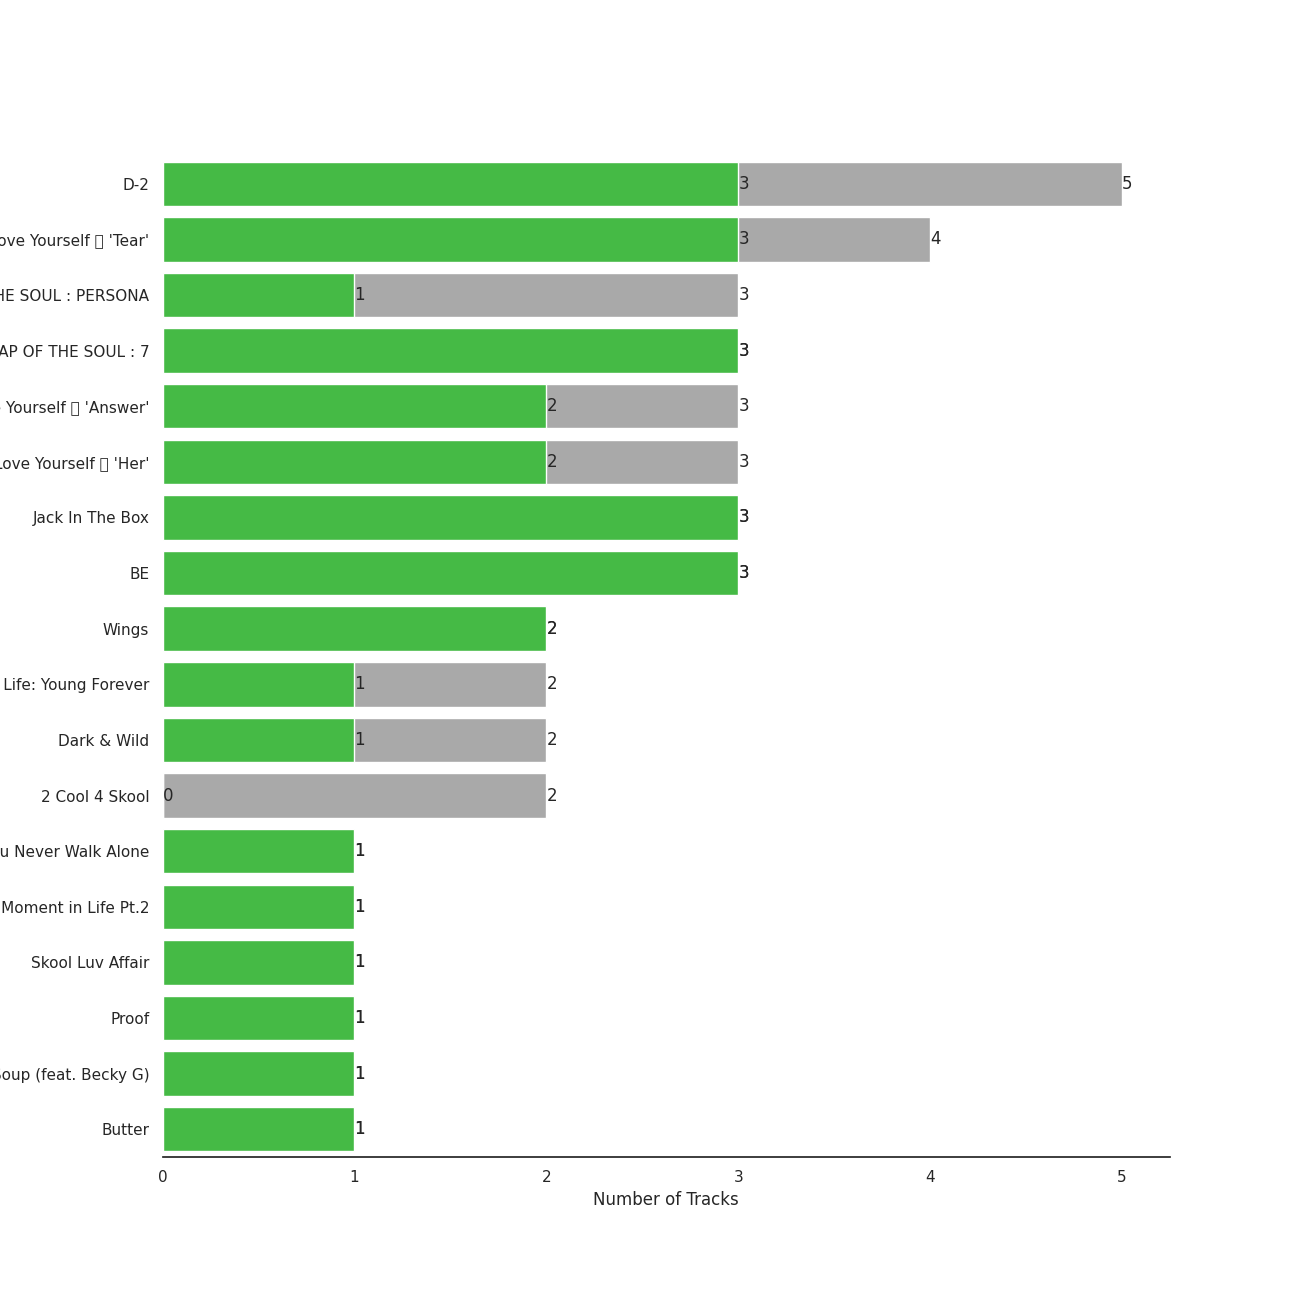 D-2 3 5
ove Yourself 'Tear' 3 4
HE SOUL : PERSONA 1 3
AP OF THE SOUL : 7 3
Yourself 'Answer' 2 3
Love Yourself 'Her' 2 3
Jack In The Box 3
BE 3
Wings 2
Life: Young Forever 1 2
Dark & Wild 1 2
2 Cool 4 Skool 0 2
u Never Walk Alone 1
Moment in Life Pt.2 1
Skool Luv Affair 1
Proof 1
Soup (feat. Becky G) 1
Butter 1
0 1 2 3 4 5
Number of Tracks